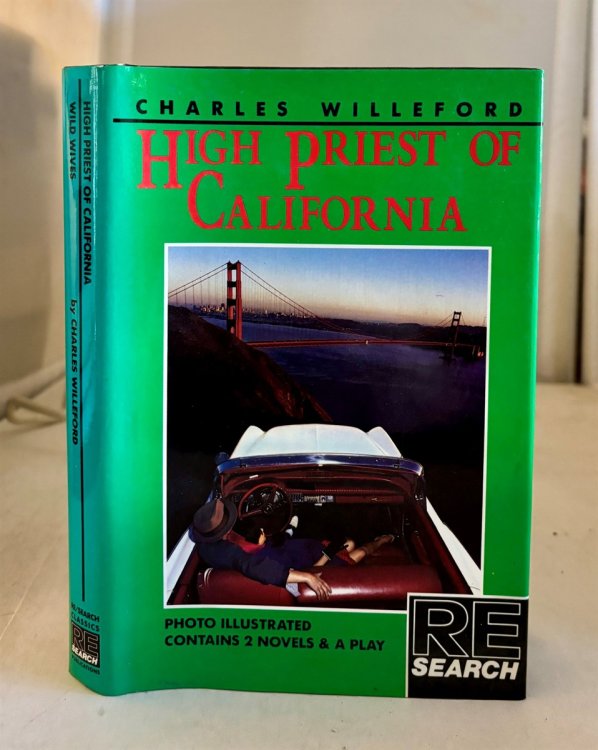 CHARLES WILLEFORD
HIGH PRIEST OF
CALIFORNIA
PHOTO ILLUSTRATED
CONTAINS 2 NOVELS & A PLAY
RE
SEARCH
HIGH PRIEST OF CALIFORNIA
WILD WIVES
by CHARLES WILLEFORD
RE/SEARCH
CLASSICS
RE
SEARCH
PUBLICATIONS